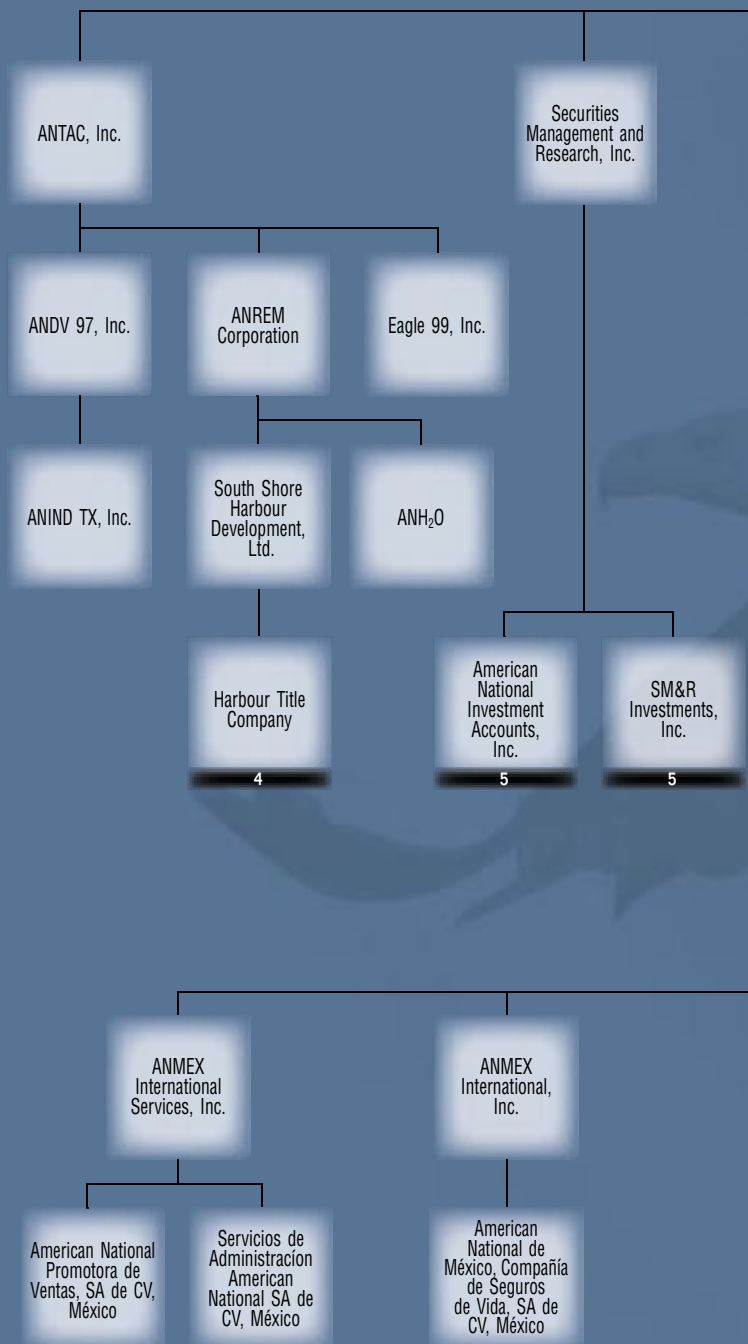 ANTAC, Inc.
Securities
Management and
Research, Inc.
ANDV 97, Inc.
ANREM
Corporation
Eagle 99, Inc.
ANIND TX, Inc.
South Shore
Harbour
Development,
Ltd.
ANH₂O
Harbour Title
Company
4
American
National
Investment
Accounts,
Inc.
5
SM&R
Investments,
Inc.
5
ANMEX
International
Services, Inc.
ANMEX
International,
Inc.
American National
Promotora de
Ventas, SA de CV,
México
Servicios de
Administracíon
American
National SA de
CV, México
American
National de
México, Compañía
de Seguros
de Vida, SA de
CV, México